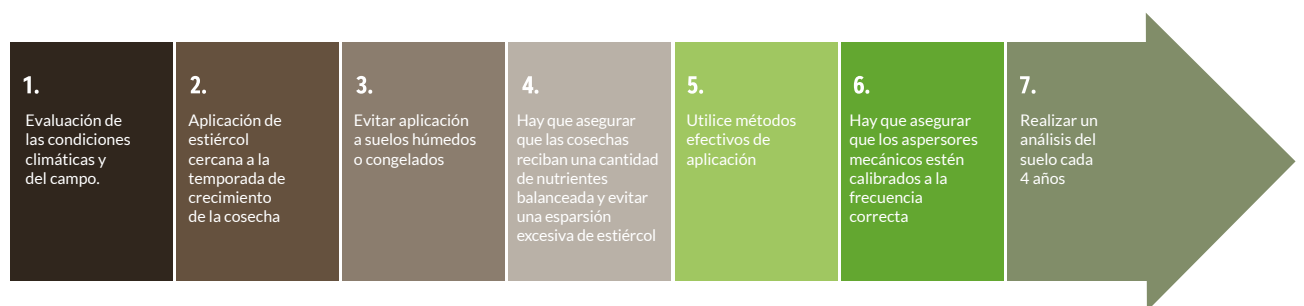 1.
Evaluación de
las condiciones
climáticas y
del campo.
2.
Aplicación de
estiércol
cercana a la
temporada de
crecimiento
de la cosecha
3.
Evitar aplicación
a suelos húmedos
o congelados
4.
Hay que asegurar
que las cosechas
reciban una cantidad
de nutrientes
balanceada y evitar
una esparsión
excesiva de estiércol
5.
Utilice métodos
efectivos de
aplicación
6.
Hay que asegurar
que los aspersores
mecánicos estén
calibrados a la
frecuencia
correcta
7.
Realizar un
análisis del
suelo cada
4 años